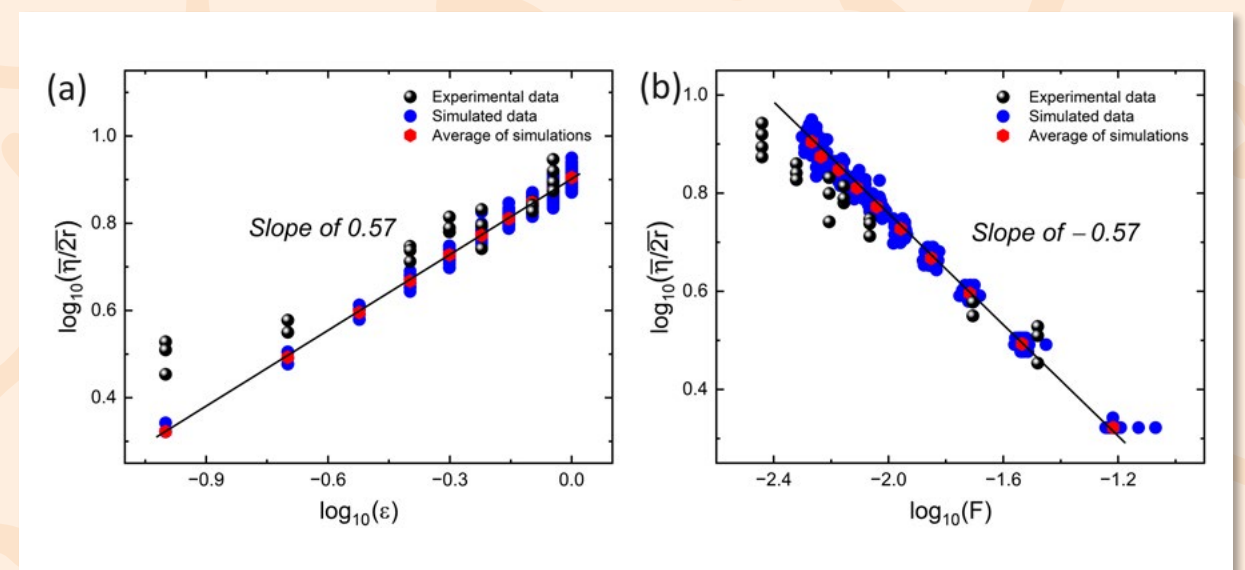 (a)
Experimental data
Simulated data
Average of simulations
Slope of 0.57
log₁₀(η̅/2̅r̅)
1.0
0.8
0.6
0.4
−0.9
−0.6
−0.3
0.0
log₁₀(ε)
(b)
Experimental data
Simulated data
Average of simulations
Slope of −0.57
log₁₀(η̅/2̅r̅)
1.0
0.8
0.6
0.4
−2.4
−2.0
−1.6
−1.2
log₁₀(F)